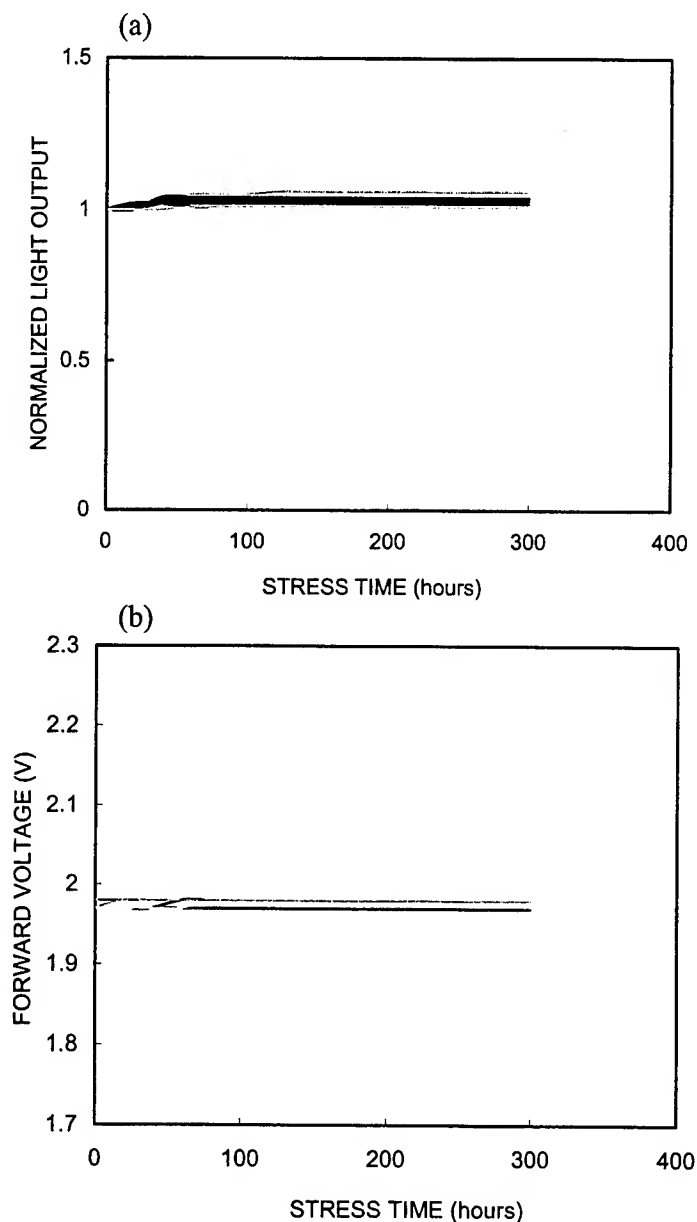 (a)
1.5
1
0.5
0
NORMALIZED LIGHT OUTPUT
0 100 200 300 400
STRESS TIME (hours)
(b)
2.3
2.2
2.1
2
1.9
1.8
1.7
FORWARD VOLTAGE (V)
0 100 200 300 400
STRESS TIME (hours)